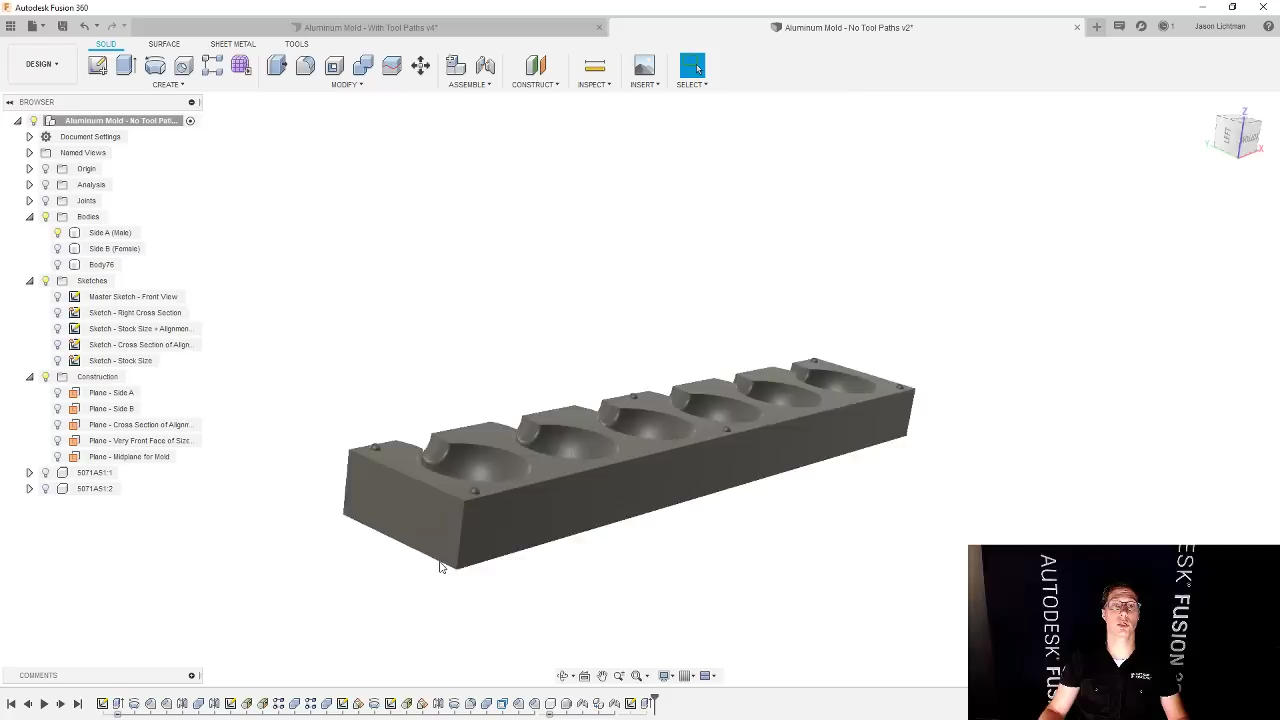 Autodesk Fusion 360
Aluminum Mold - With Tool Paths v4*
Aluminum Mold - No Tool Paths v2*
1
Jason Lichtman
SOLID
SURFACE
SHEET METAL
TOOLS
DESIGN
CREATE
MODIFY
ASSEMBLE
CONSTRUCT
INSPECT
INSERT
SELECT
BROWSER
Aluminum Mold - No Tool Pati...
Document Settings
Named Views
Origin
Analysis
Joints
Bodies
Side A (Male)
Side B (Female)
Body76
Sketches
Master Sketch - Front View
Sketch - Right Cross Section
Sketch - Stock Size + Alignmen...
Sketch - Cross Section of Align...
Sketch - Stock Size
Construction
Plane - Side A
Plane - Side B
Plane - Cross Section of Alignm...
Plane - Very Front Face of Size...
Plane - Midplane for Mold
5071A51:1
5071A51:2
Z
LEFT
Y
X
AUTODESK
DESK FUSION
COMMENTS